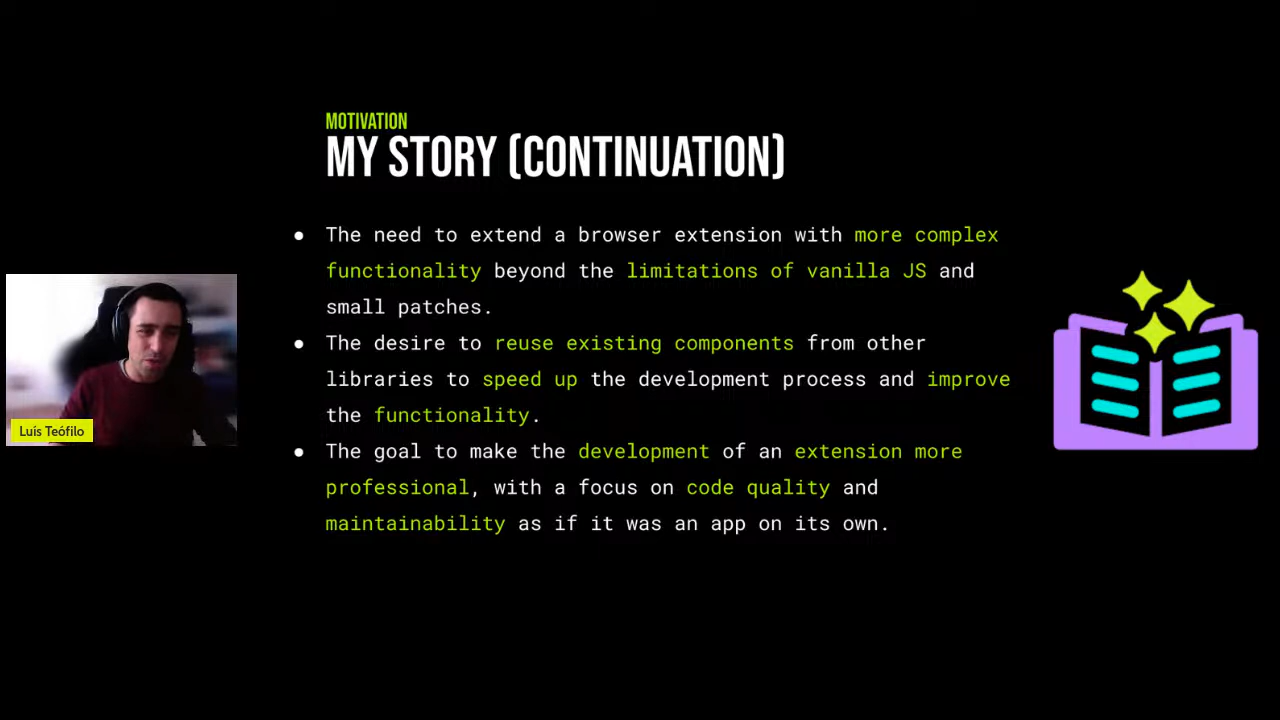 MOTIVATION
MY STORY (CONTINUATION)
● The need to extend a browser extension with more complex
functionality beyond the limitations of vanilla JS and
small patches.
● The desire to reuse existing components from other
libraries to speed up the development process and improve
the functionality.
● The goal to make the development of an extension more
professional, with a focus on code quality and
maintainability as if it was an app on its own.
Luís Teófilo